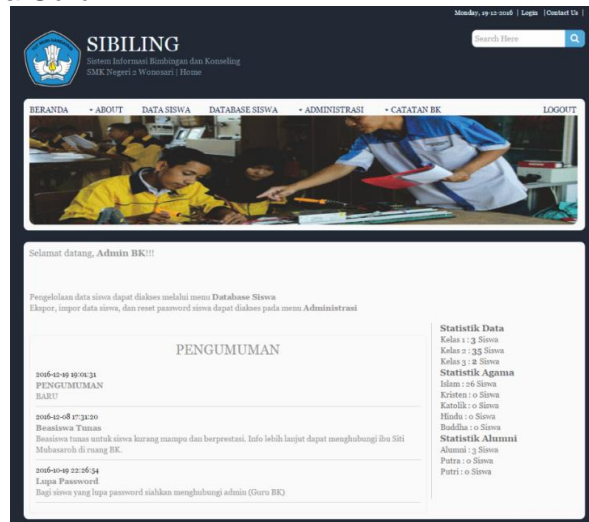 Monday, 19-12-2016 | Login | Contact Us |
SIBILING
Sistem Informasi Bimbingan dan Konseling
SMK Negeri 2 Wonosari | Home
Search Here
BERANDA ABOUT DATA SISWA DATABASE SISWA ADMINISTRASI CATATAN BK LOGOUT
Selamat datang, Admin BK!!!
Pengelolaan data siswa dapat diakses melalui menu Database Siswa
Ekspor, impor data siswa, dan reset password siswa dapat diakses pada menu Administrasi
PENGUMUMAN
2016-12-19 19:01:31
PENGUMUMAN
BARU
2016-12-08 17:31:20
Beasiswa Tunas
Beasiswa tunas untuk siswa kurang mampu dan berprestasi. Info lebih lanjut dapat menghubungi ibu Siti
Mubasaroh di ruang BK.
2016-10-19 22:26:34
Lupa Password
Bagi siswa yang lupa password siahkan menghubungi admin (Guru BK)
Statistik Data
Kelas 1 : 3 Siswa
Kelas 2 : 35 Siswa
Kelas 3 : 2 Siswa
Statistik Agama
Islam : 26 Siswa
Kristen : 0 Siswa
Katolik : 0 Siswa
Hindu : 0 Siswa
Buddha : 0 Siswa
Statistik Alumni
Alumni : 3 Siswa
Putra : 0 Siswa
Putri : 0 Siswa